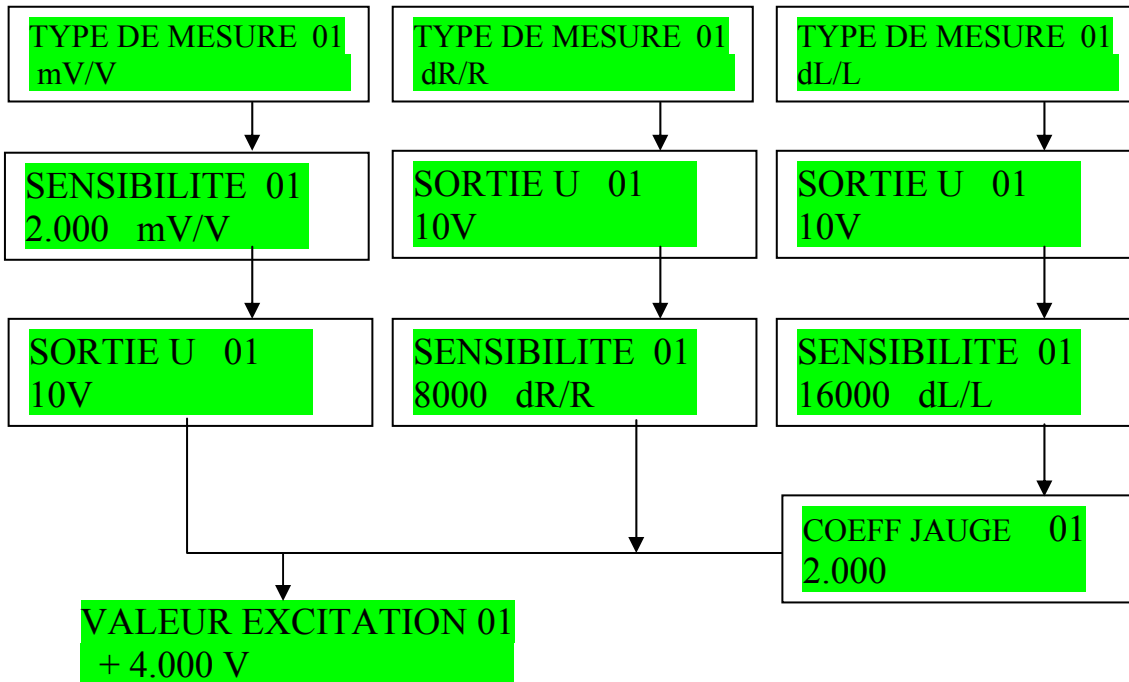 TYPE DE MESURE 01
mV/V
TYPE DE MESURE 01
dR/R
TYPE DE MESURE 01
dL/L
SENSIBILITE 01
2.000 mV/V
SORTIE U 01
10V
SORTIE U 01
10V
SORTIE U 01
10V
SENSIBILITE 01
8000 dR/R
SENSIBILITE 01
16000 dL/L
COEFF JAUGE 01
2.000
VALEUR EXCITATION 01
+ 4.000 V